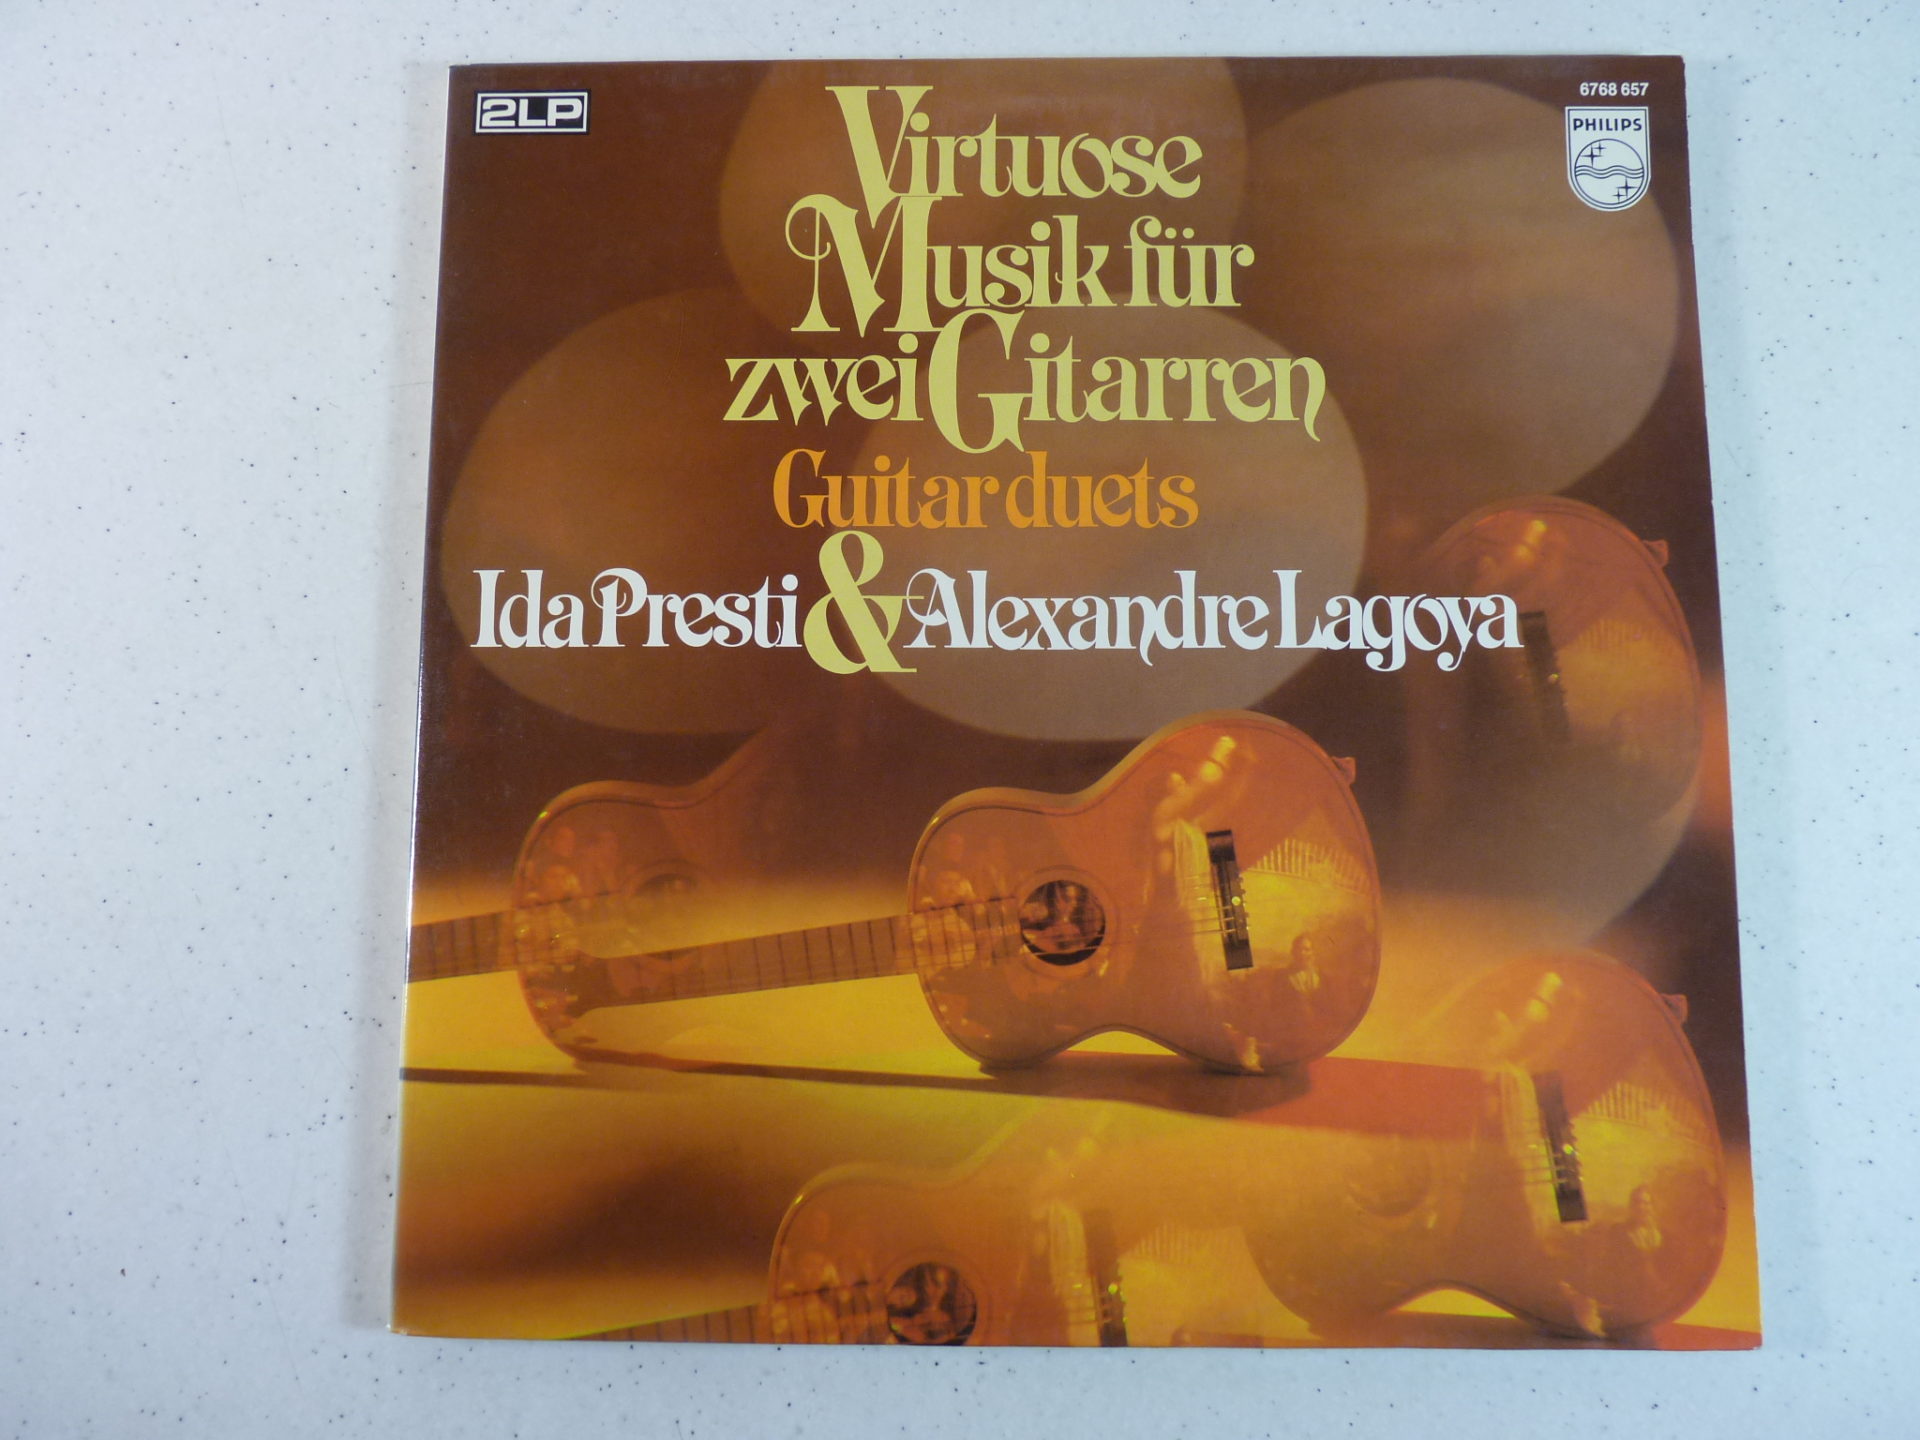 2LP
6768 657
PHILIPS
Virtuose
Musik für
zwei Gitarren
Guitar duets
Ida Presti & Alexandre Lagoya